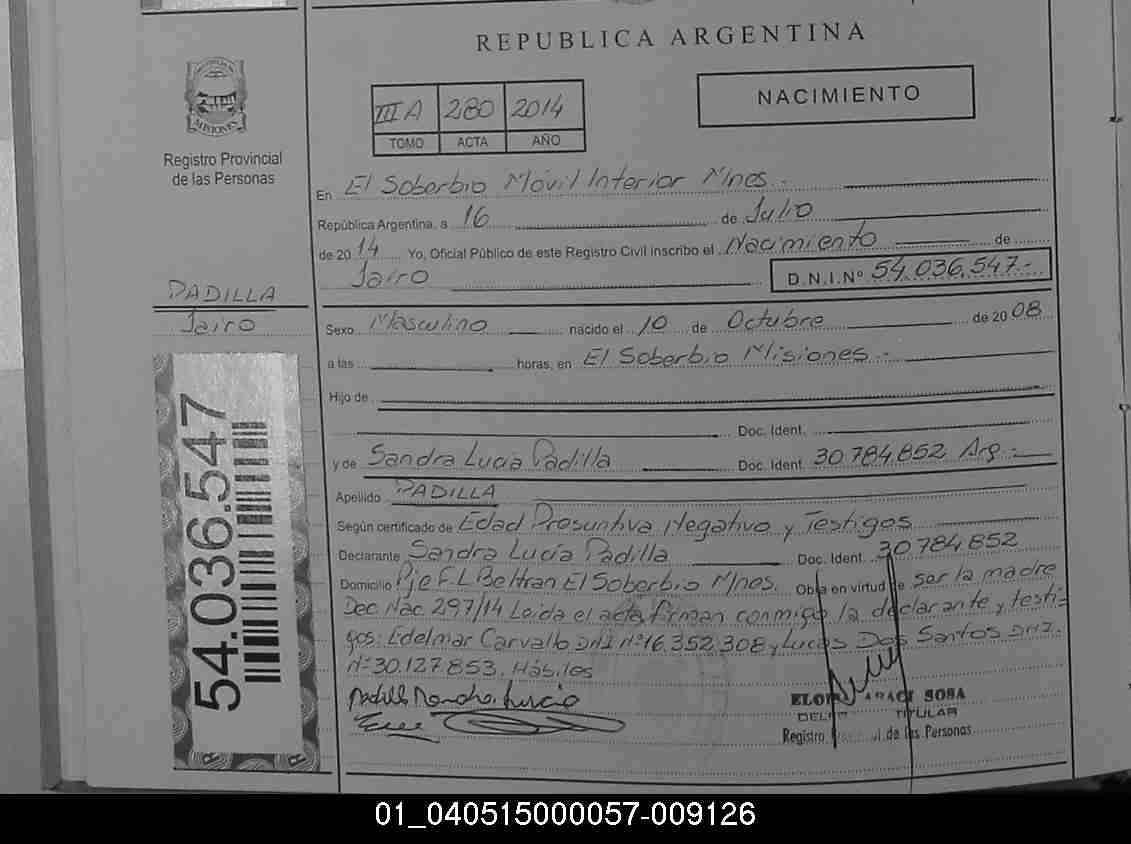 REPUBLICA ARGENTINA
MISIONES
Registro Provincial
de las Personas
III A 280 2014
TOMO ACTA AÑO
NACIMIENTO
En El Soberbio Móvil Interior Mnes.-
República Argentina, a 16 de Julio
de 2014 Yo, Oficial Público de este Registro Civil inscribo el Nacimiento de
Jairo D.N.I.Nº 54.036.547.-
PADILLA
Jairo
Sexo Masculino nacido el 10 de Octubre de 2008
a las horas, en El Soberbio Misiones.-
Hijo de
Doc. Ident.
y de Sandra Lucía Padilla Doc. Ident. 30.784.852 Arg.-
Apellido PADILLA
Según certificado de Edad Presuntiva Negativo y Testigos
Declarante Sandra Lucía Padilla Doc. Ident. 30.784.852
Domicilio Pje F.L Beltran El Soberbio Mnes. Obra en virtud de ser la madre
Dec. Nac. 297/14 Leida el acta, firman conmigo la declarante y testi-
gos: Edelmar Carvallo DNI Nº 16.352.308 y Lucas Dos Santos DNI.
Nº 30.127.853. Hábiles
54.036.547
ARACI SOSA
TITULAR
Registro de las Personas
R R
01_040515000057-009126